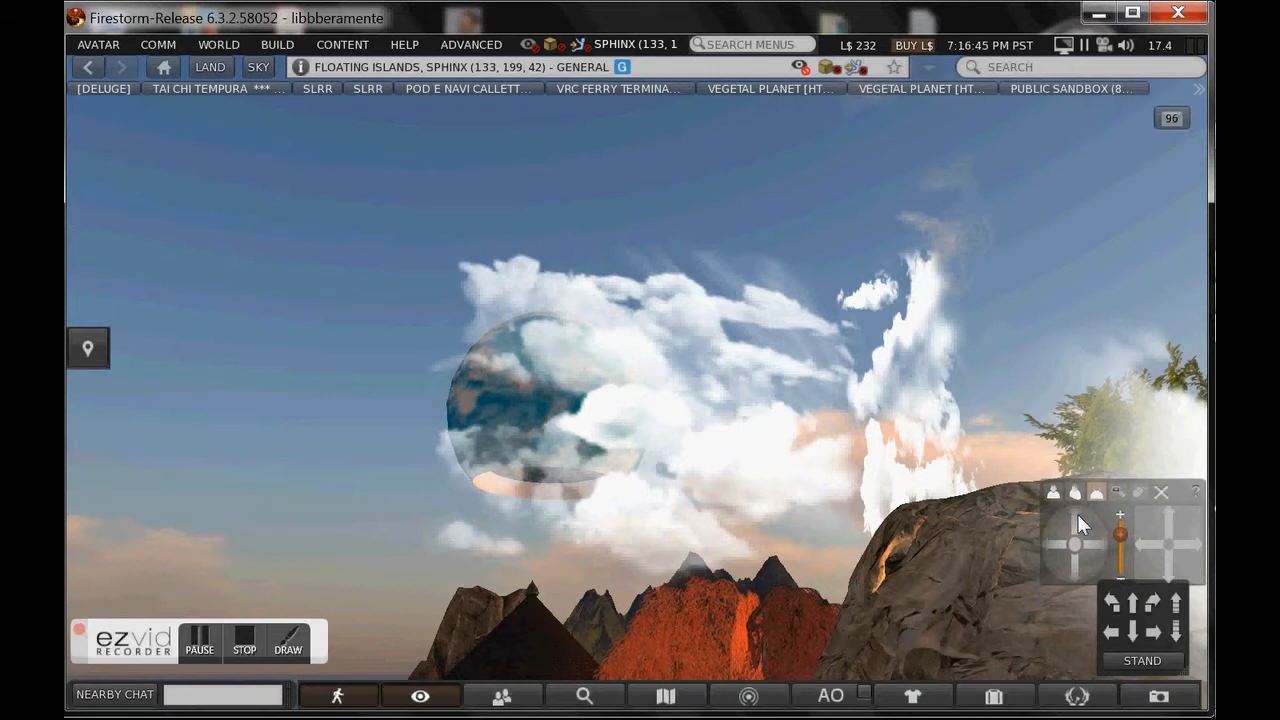 Firestorm-Release 6.3.2.58052 - libbberamente
AVATAR COMM WORLD BUILD CONTENT HELP ADVANCED SPHINX (133, 1 SEARCH MENUS L$ 232 BUY L$ 7:16:45 PM PST 17.4
LAND SKY FLOATING ISLANDS, SPHINX (133, 199, 42) - GENERAL G SEARCH
[DELUGE] TAI CHI TEMPURA *** ... SLRR SLRR POD E NAVI CALLETT... VRC FERRY TERMINA... VEGETAL PLANET [HT... VEGETAL PLANET [HT... PUBLIC SANDBOX (8...
96
ezvid
RECORDER
PAUSE STOP DRAW
STAND
NEARBY CHAT AO